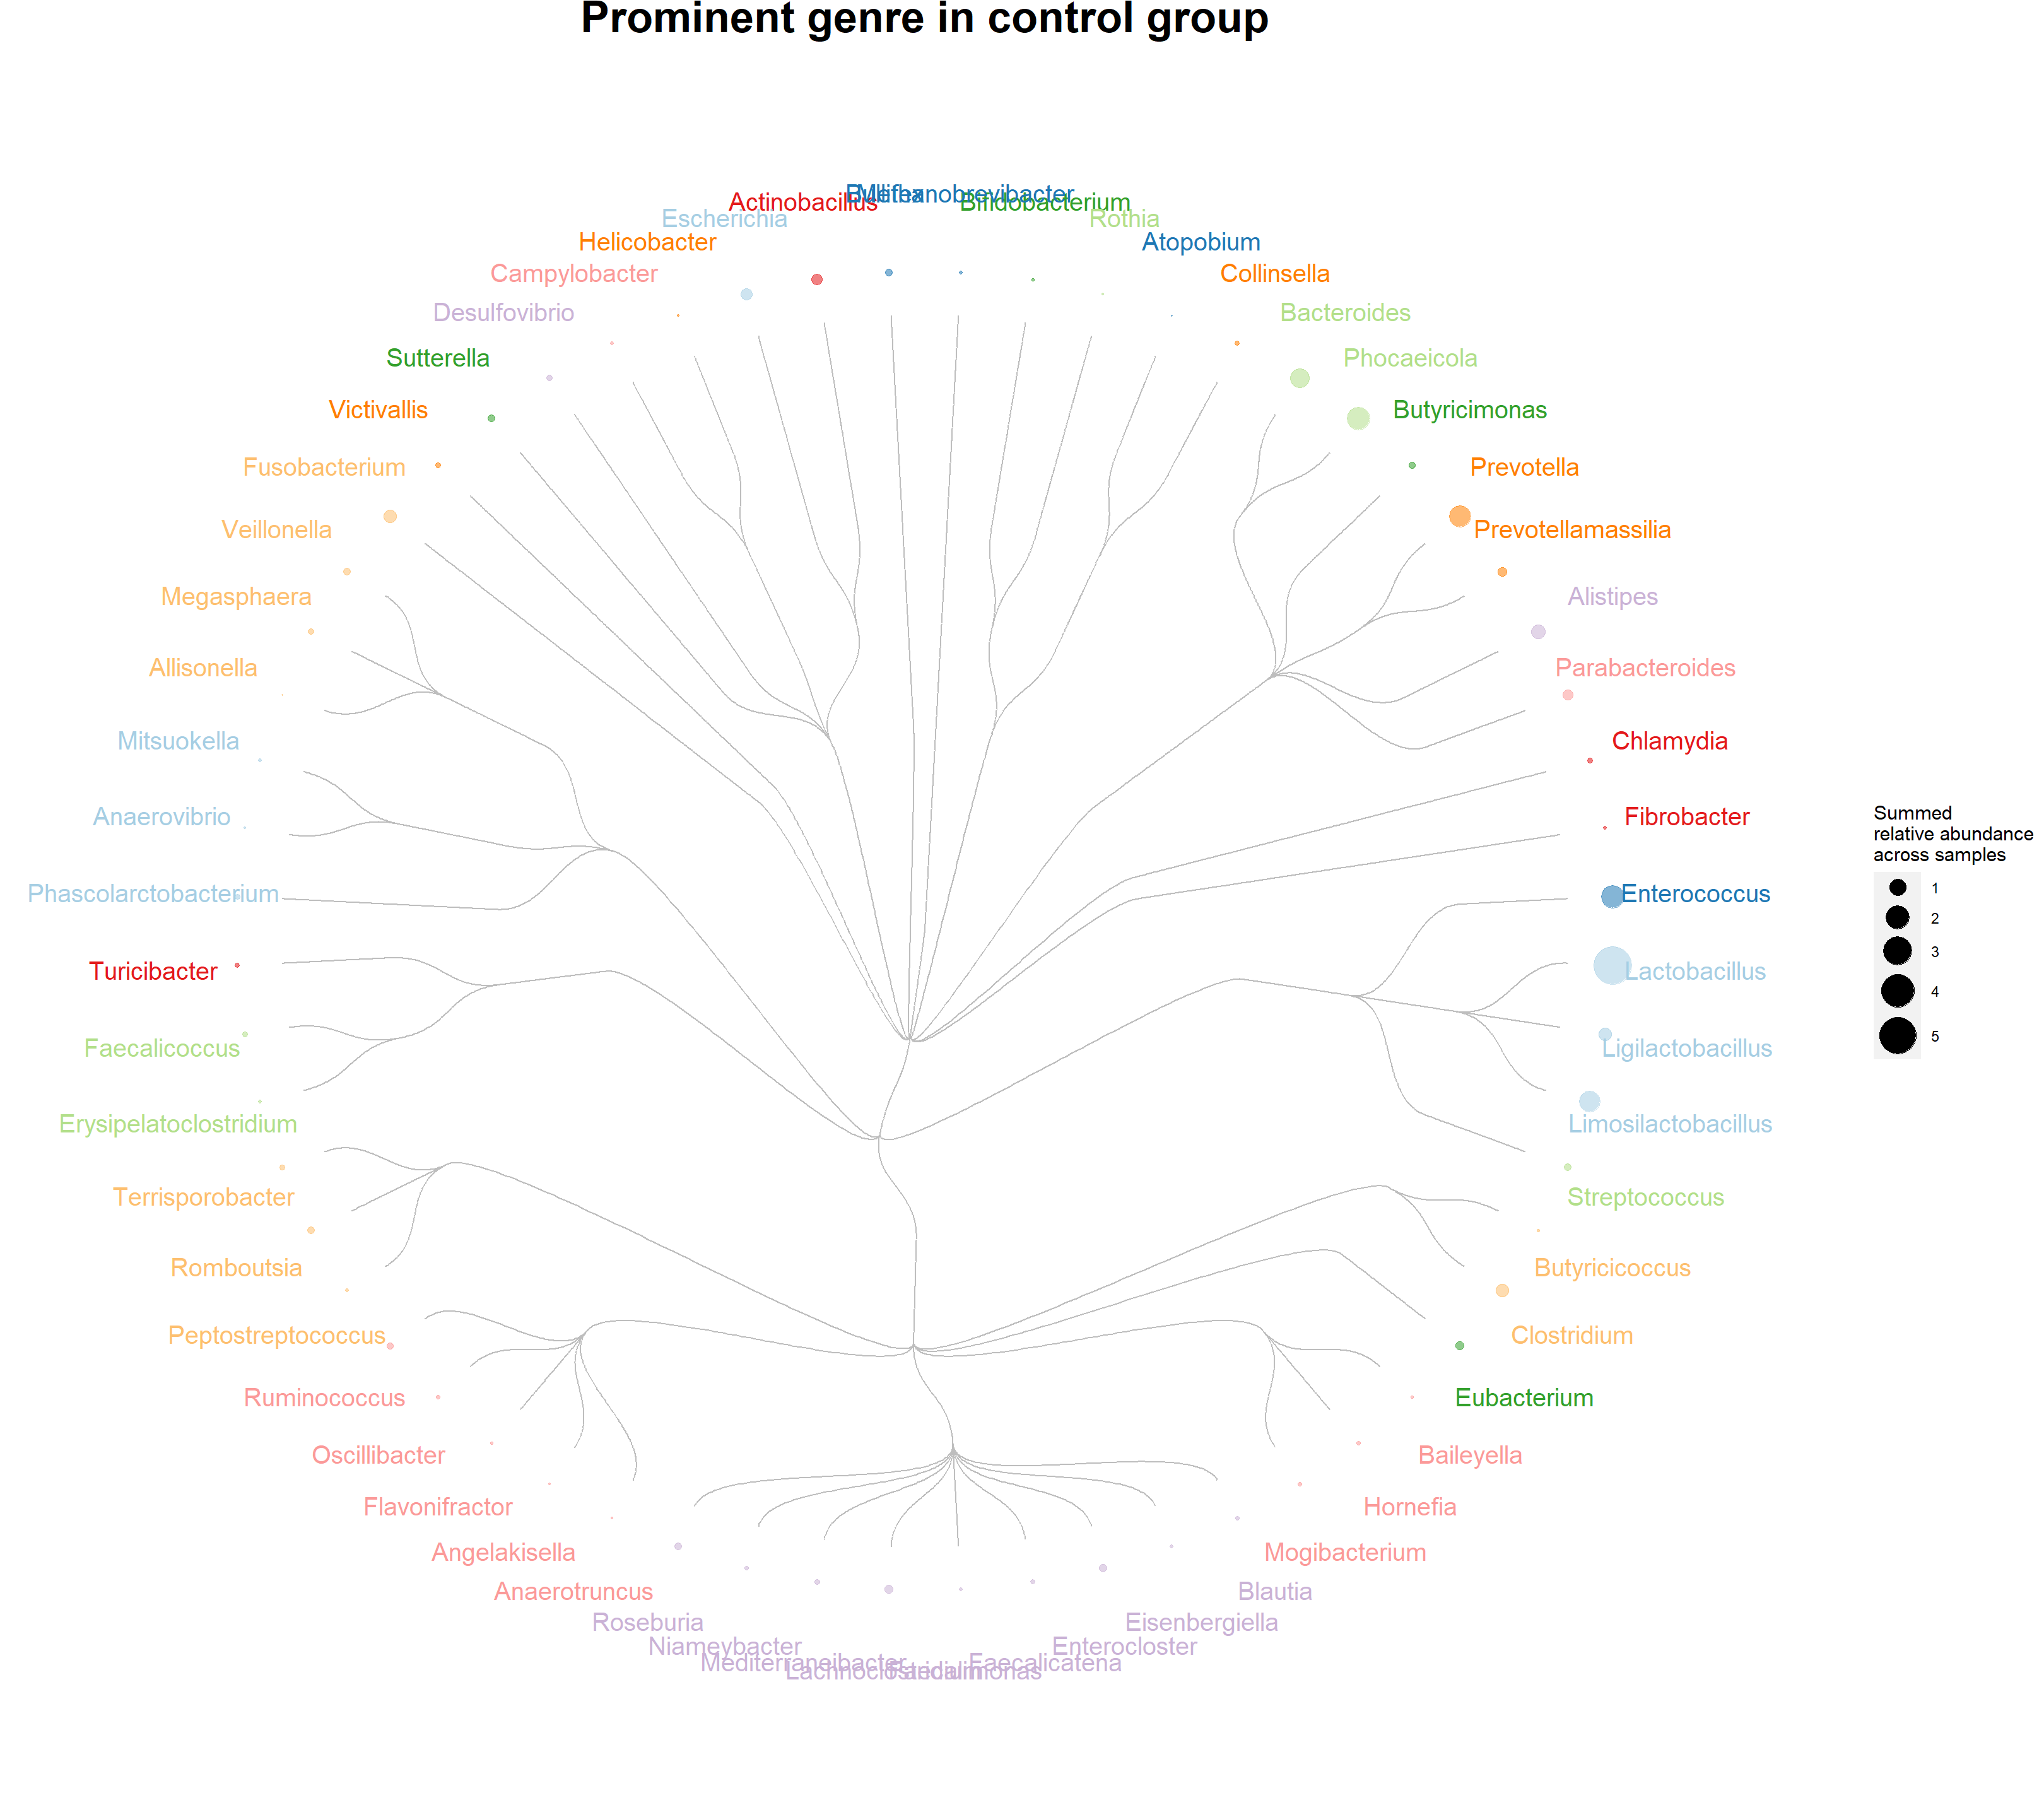 Prominent genre in control group
Bullifex
Methanobrevibacter
Actinobacillus
Bifidobacterium
Escherichia
Rothia
Helicobacter
Atopobium
Campylobacter
Collinsella
Desulfovibrio
Bacteroides
Sutterella
Phocaeicola
Victivallis
Butyricimonas
Fusobacterium
Prevotella
Veillonella
Prevotellamassilia
Megasphaera
Alistipes
Allisonella
Parabacteroides
Mitsuokella
Chlamydia
Anaerovibrio
Fibrobacter
Phascolarctobacterium
Enterococcus
Turicibacter
Lactobacillus
Faecalicoccus
Ligilactobacillus
Erysipelatoclostridium
Limosilactobacillus
Terrisporobacter
Streptococcus
Romboutsia
Butyricicoccus
Peptostreptococcus
Clostridium
Ruminococcus
Eubacterium
Oscillibacter
Baileyella
Flavonifractor
Hornefia
Angelakisella
Mogibacterium
Anaerotruncus
Blautia
Roseburia
Eisenbergiella
Niameybacter
Enterocloster
Mediterraneibacter
Faecalicatena
Lachnoclostridium
Faecalimonas
Summed
relative abundance
across samples
1
2
3
4
5